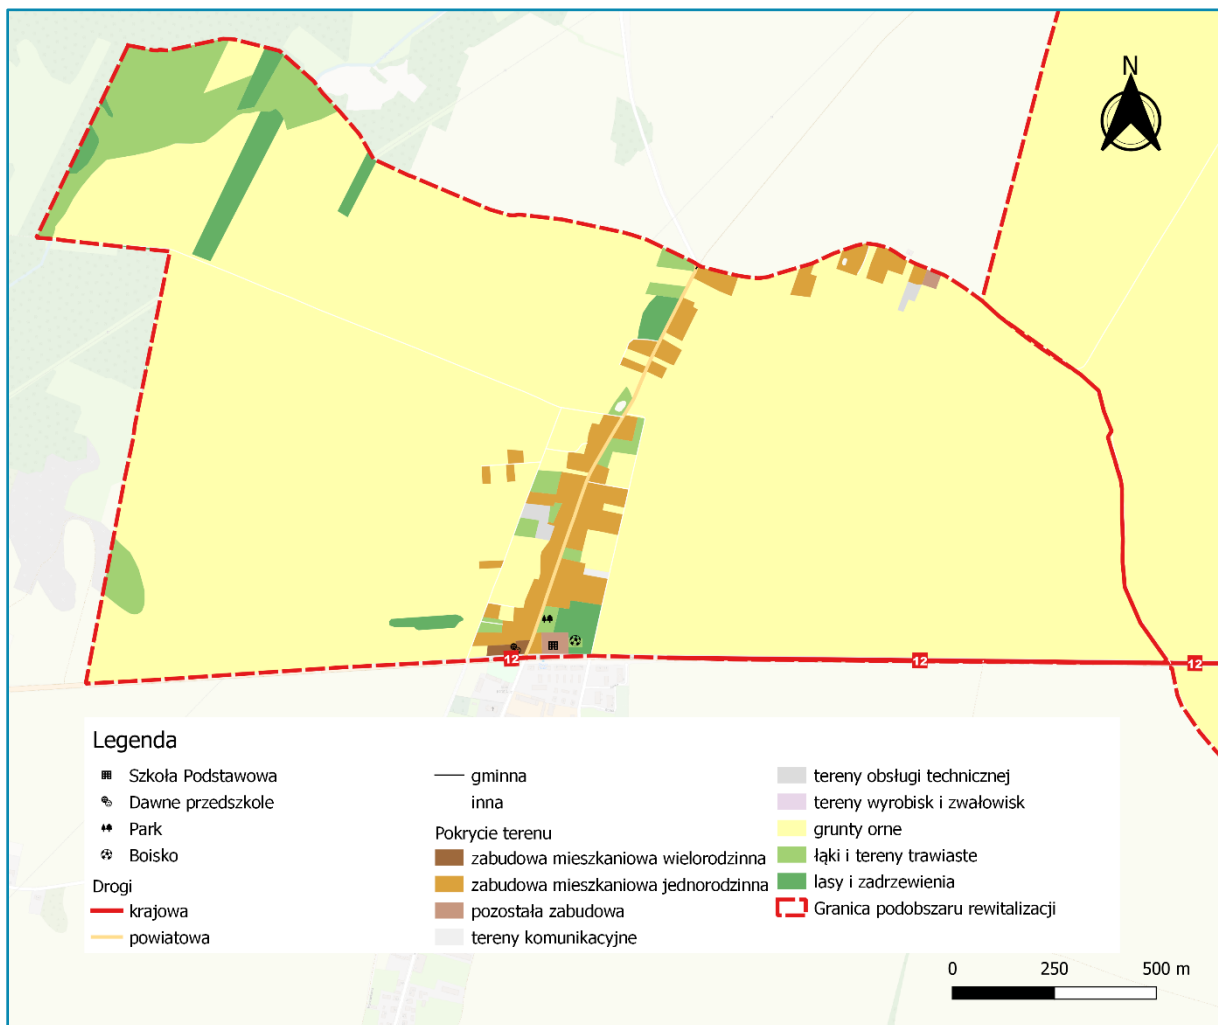 N
12
12
12
Legenda
Szkoła Podstawowa
Dawne przedszkole
Park
Boisko
Drogi
krajowa
powiatowa
gminna
inna
Pokrycie terenu
zabudowa mieszkaniowa wielorodzinna
zabudowa mieszkaniowa jednorodzinna
pozostała zabudowa
tereny komunikacyjne
tereny obsługi technicznej
tereny wyrobisk i zwałowisk
grunty orne
łąki i tereny trawiaste
lasy i zadrzewienia
Granica podobszaru rewitalizacji
0 250 500 m